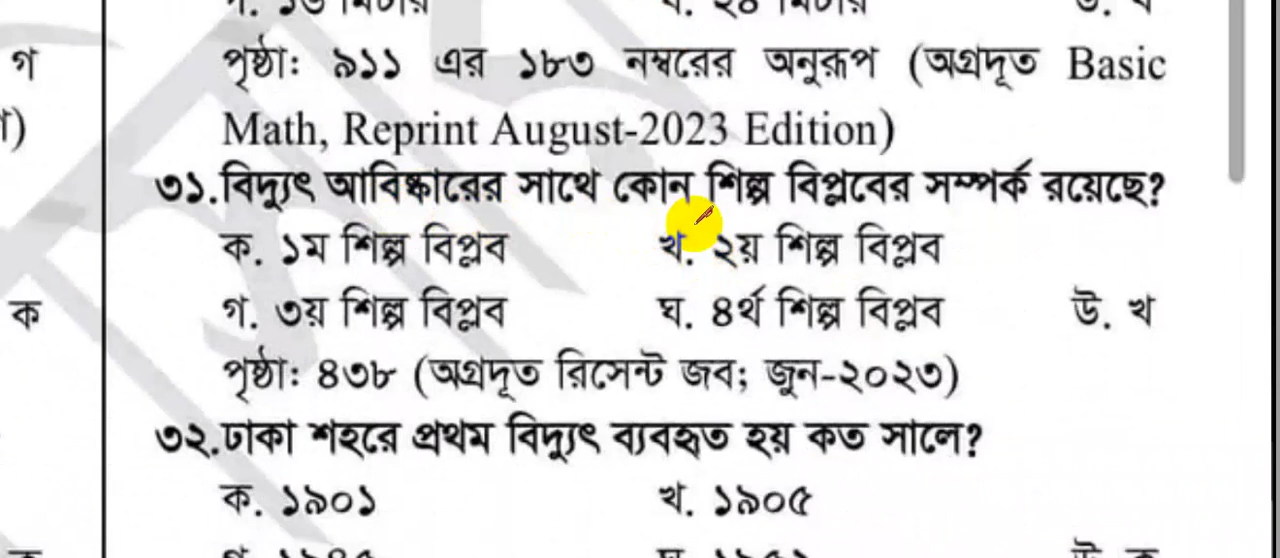 গ. ১৬ মিটার ঘ. ২৪ মিটার উ. ঘ
গ পৃষ্ঠা: ৯১১ এর ১৮৩ নম্বরের অনুরূপ (অগ্রদূত Basic
Math, Reprint August-2023 Edition)
৩১. বিদ্যুৎ আবিষ্কারের সাথে কোন শিল্প বিপ্লবের সম্পর্ক রয়েছে?
ক. ১ম শিল্প বিপ্লব খ. ২য় শিল্প বিপ্লব
ক গ. ৩য় শিল্প বিপ্লব ঘ. ৪র্থ শিল্প বিপ্লব উ. খ
পৃষ্ঠা: ৪৩৮ (অগ্রদূত রিসেন্ট জব; জুন-২০২৩)
৩২. ঢাকা শহরে প্রথম বিদ্যুৎ ব্যবহৃত হয় কত সালে?
ক. ১৯০১ খ. ১৯০৫